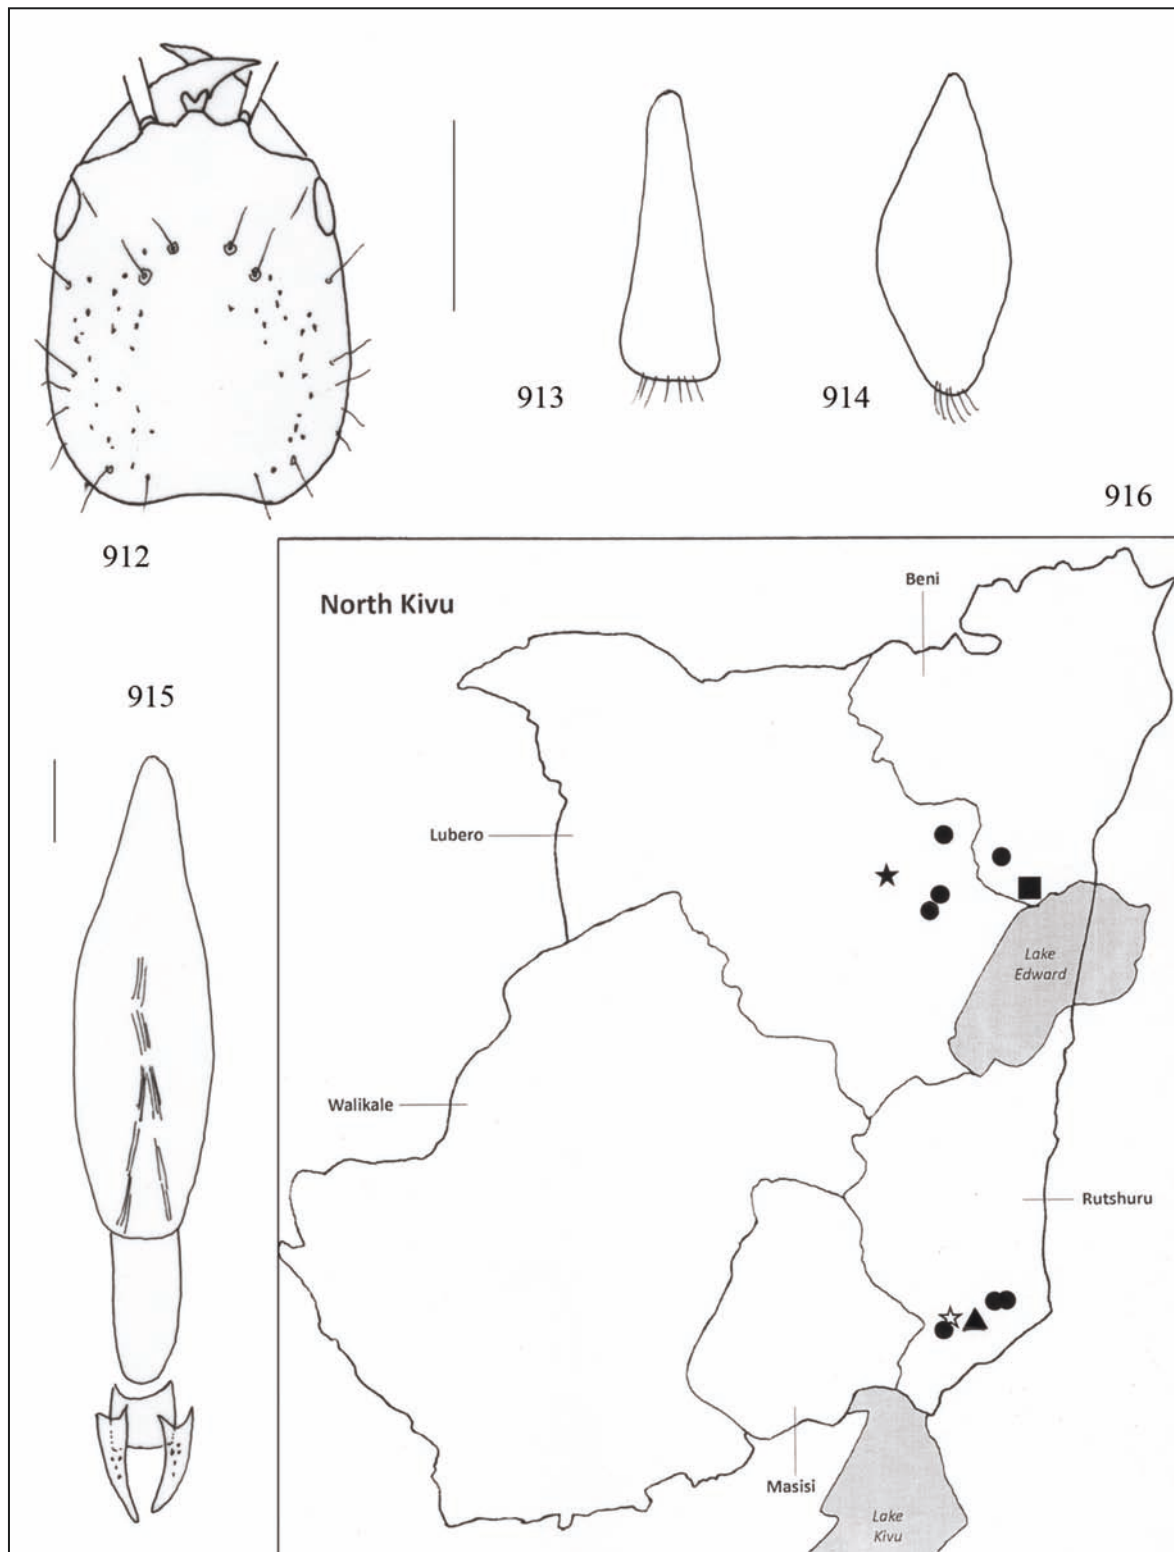 913
914
916
912
North Kivu
Beni
915
Lubero
Lake
Edward
Walikale
Rutshuru
Masisi
Lake
Kivu